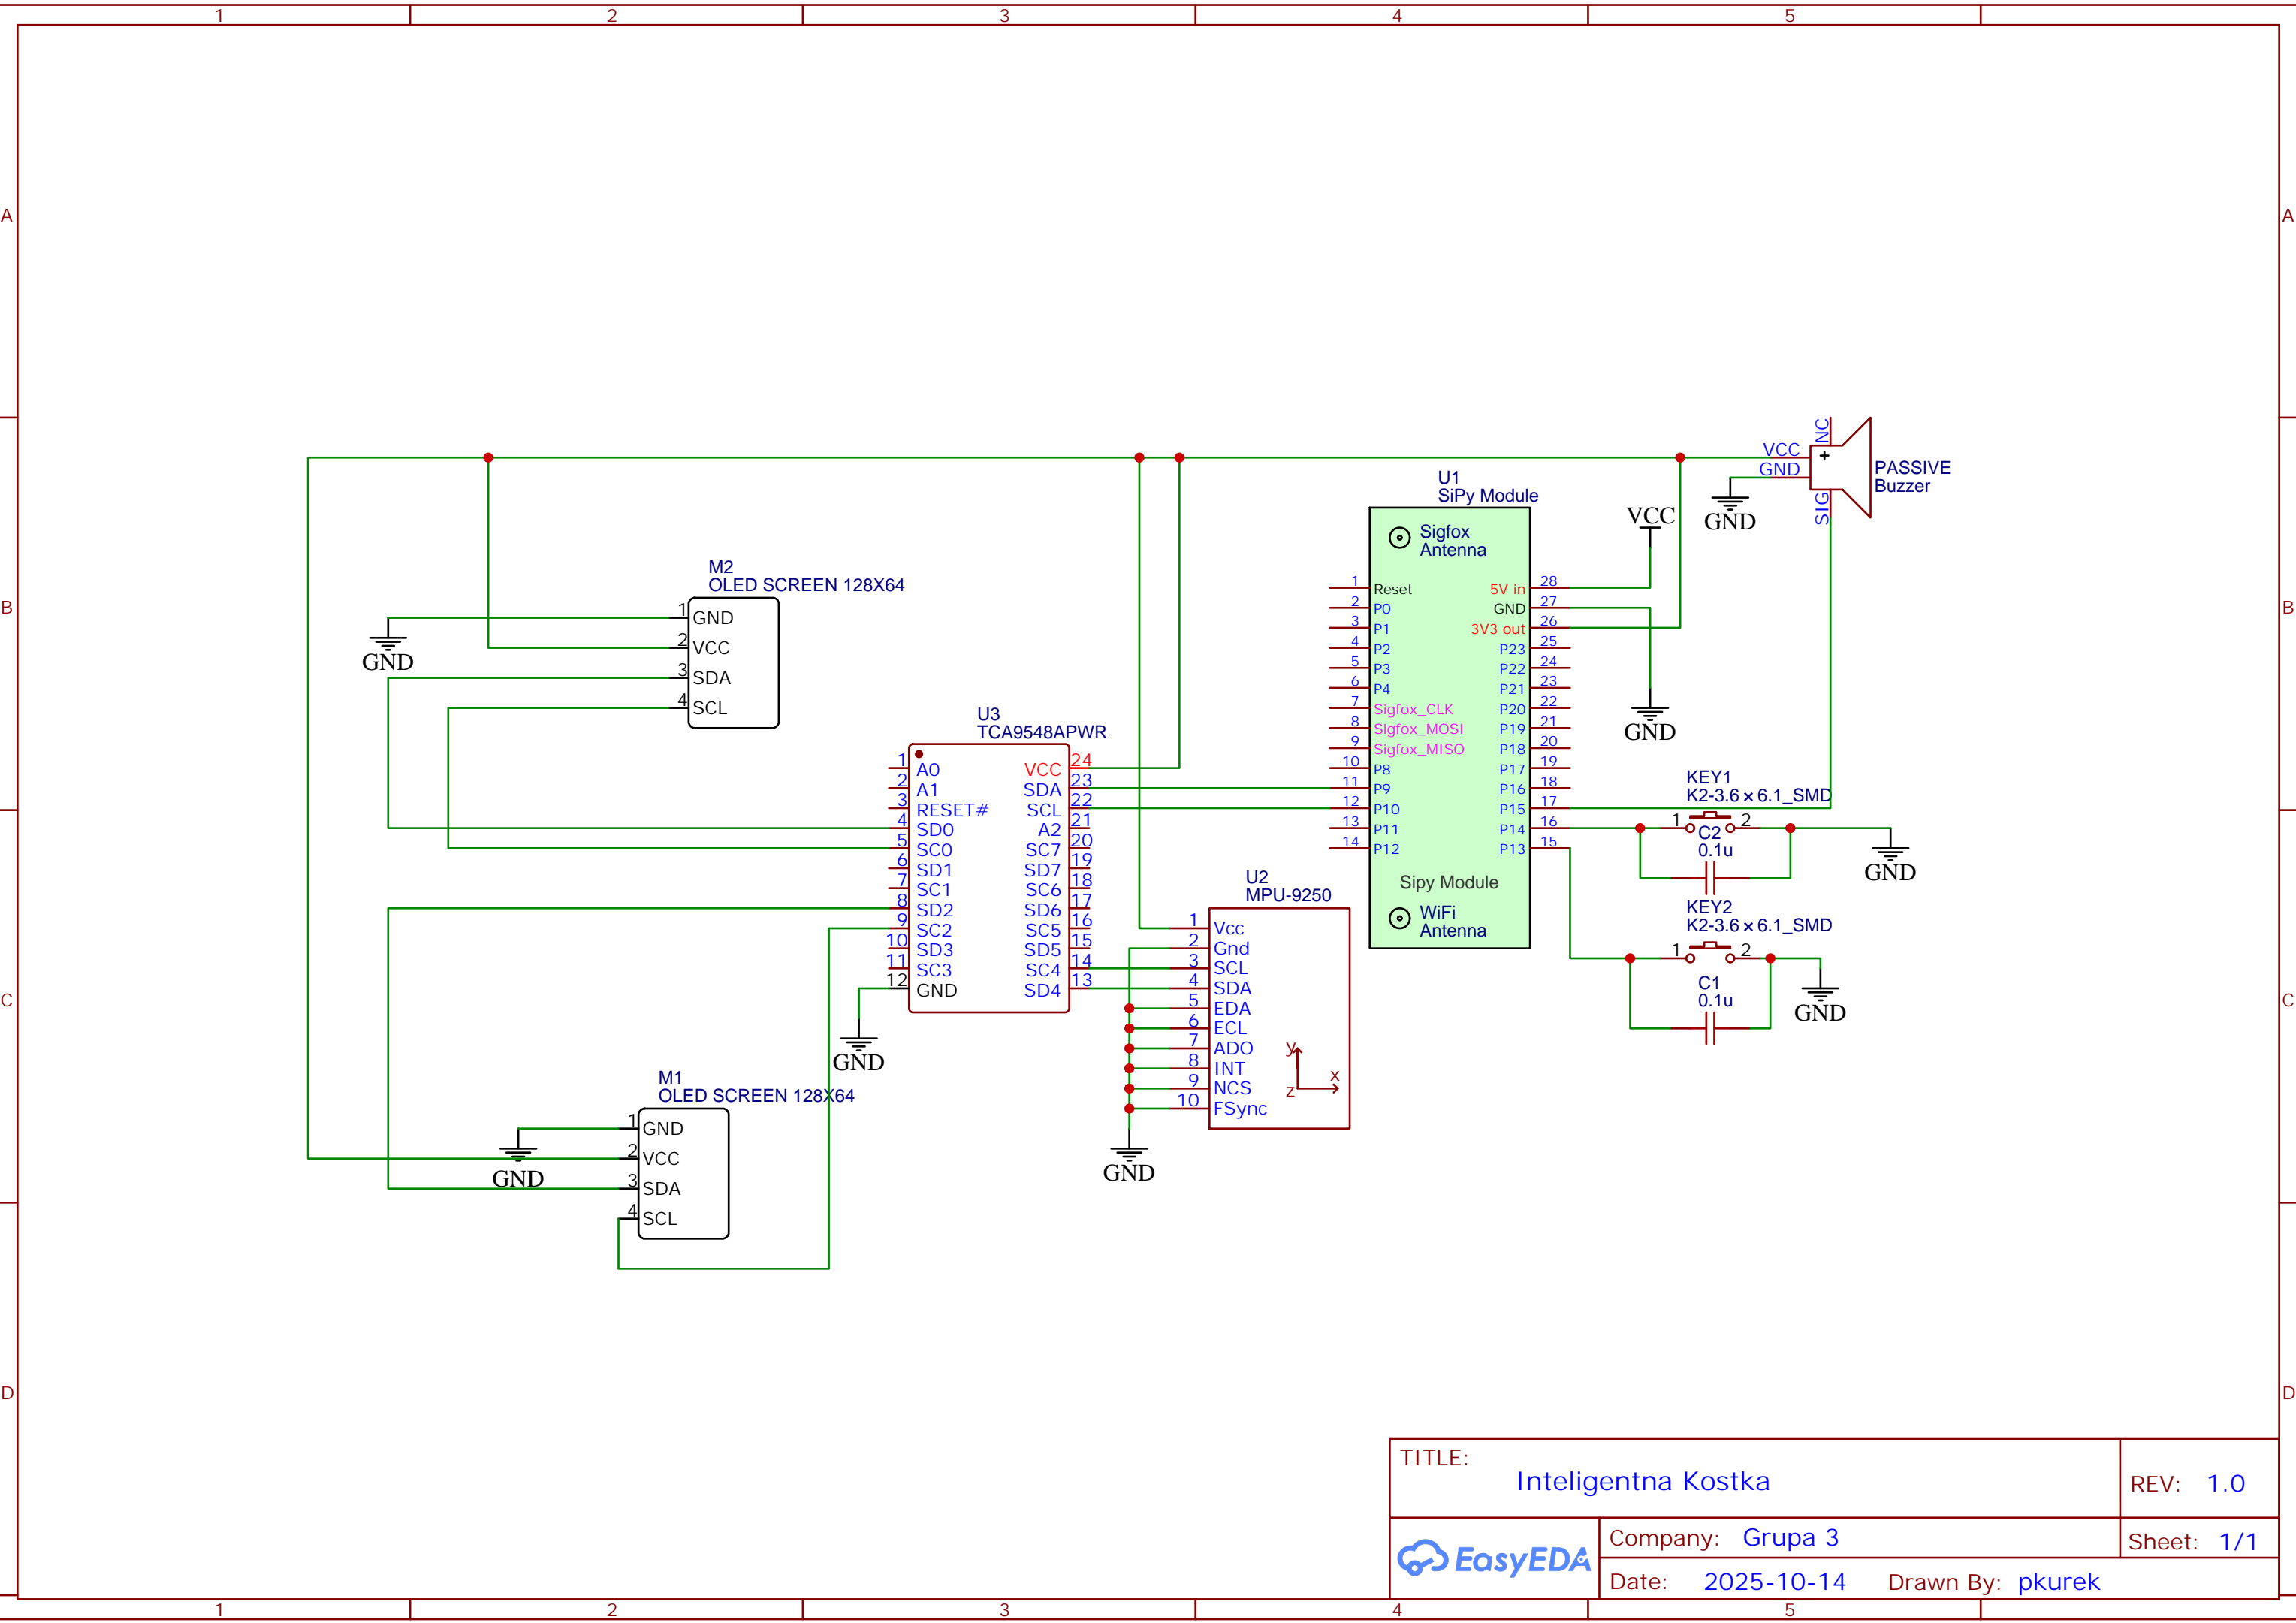 1 2 3 4 5
A A
B B
C C
D D
VCC
GND
NC
SIG
+
PASSIVE
Buzzer
GND
U1
SiPy Module
VCC
Sigfox
Antenna
1 Reset 5V in 28
2 P0 GND 27
3 P1 3V3 out 26
4 P2 P23 25
5 P3 P22 24
6 P4 P21 23
7 Sigfox_CLK P20 22
8 Sigfox_MOSI P19 21
9 Sigfox_MISO P18 20
10 P8 P17 19
11 P9 P16 18
12 P10 P15 17
13 P11 P14 16
14 P12 P13 15
Sipy Module
WiFi
Antenna
GND
M2
OLED SCREEN 128X64
1 GND
2 VCC
3 SDA
4 SCL
GND
U3
TCA9548APWR
1 A0 VCC 24
2 A1 SDA 23
3 RESET# SCL 22
4 SD0 A2 21
5 SC0 SC7 20
6 SD1 SD7 19
7 SC1 SC6 18
8 SD2 SD6 17
9 SC2 SC5 16
10 SD3 SD5 15
11 SC3 SC4 14
12 GND SD4 13
GND
KEY1
K2-3.6×6.1_SMD
1 2
C2
0.1u
GND
KEY2
K2-3.6×6.1_SMD
1 2
C1
0.1u
GND
U2
MPU-9250
1 Vcc
2 Gnd
3 SCL
4 SDA
5 EDA
6 ECL
7 ADO
8 INT
9 NCS
10 FSync
y
x
z
GND
M1
OLED SCREEN 128X64
1 GND
2 VCC
3 SDA
4 SCL
GND
TITLE:
Inteligentna Kostka
REV: 1.0
EasyEDA
Company: Grupa 3
Sheet: 1/1
Date: 2025-10-14 Drawn By: pkurek
1 2 3 4 5